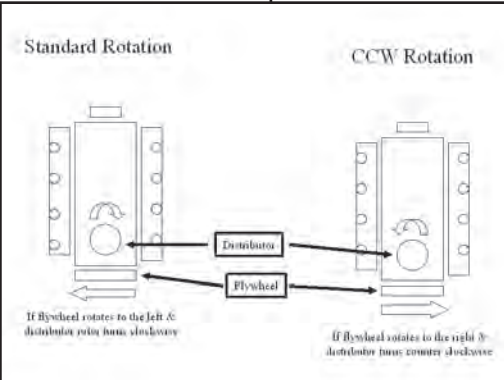 Standard Rotation
CCW Rotation
Distributor
Flywheel
If flywheel rotates to the left &
distributor rotor turns clockwise
If flywheel rotates to the right &
distributor turns counter clockwise